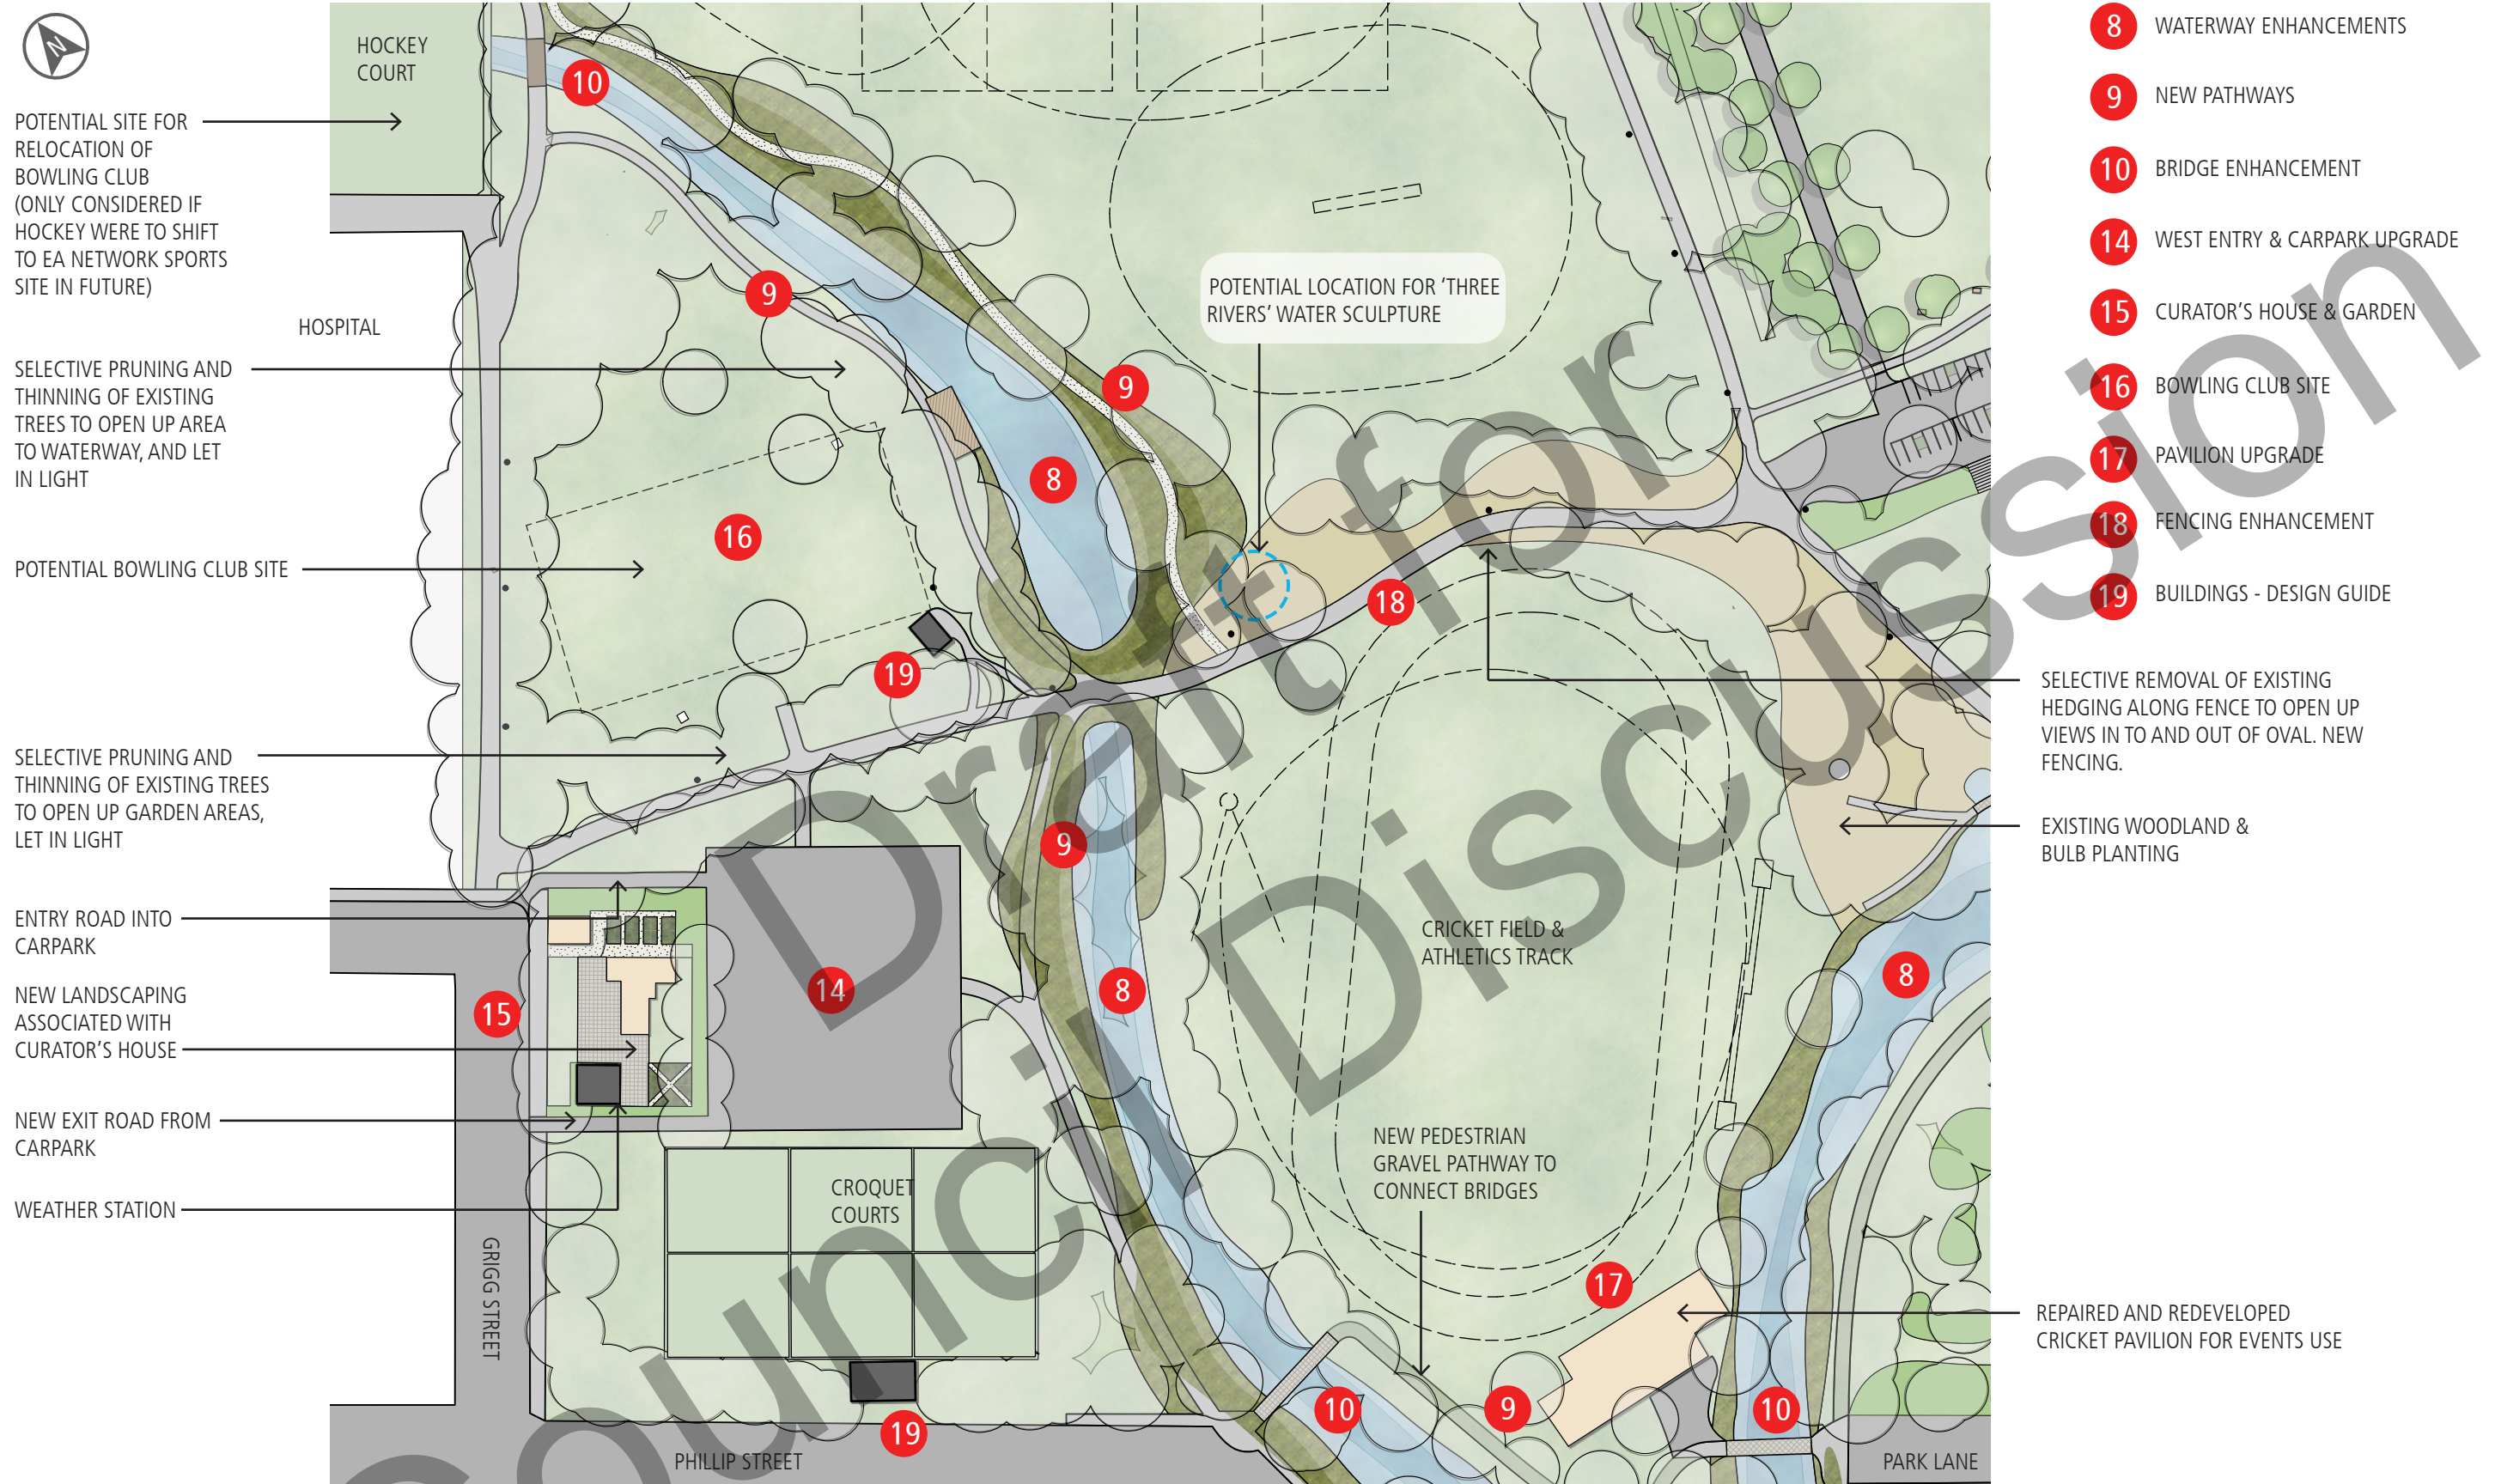 N
HOCKEY
COURT
POTENTIAL SITE FOR
RELOCATION OF
BOWLING CLUB
(ONLY CONSIDERED IF
HOCKEY WERE TO SHIFT
TO EA NETWORK SPORTS
SITE IN FUTURE)
HOSPITAL
SELECTIVE PRUNING AND
THINNING OF EXISTING
TREES TO OPEN UP AREA
TO WATERWAY, AND LET
IN LIGHT
POTENTIAL BOWLING CLUB SITE
SELECTIVE PRUNING AND
THINNING OF EXISTING TREES
TO OPEN UP GARDEN AREAS,
LET IN LIGHT
ENTRY ROAD INTO
CARPARK
NEW LANDSCAPING
ASSOCIATED WITH
CURATOR'S HOUSE
NEW EXIT ROAD FROM
CARPARK
WEATHER STATION
10
9
9
8
16
19
18
9
8
14
15
8
17
10
9
10
19
POTENTIAL LOCATION FOR 'THREE
RIVERS' WATER SCULPTURE
CRICKET FIELD &
ATHLETICS TRACK
NEW PEDESTRIAN
GRAVEL PATHWAY TO
CONNECT BRIDGES
CROQUET
COURTS
GRIGG STREET
PHILLIP STREET
PARK LANE
8 WATERWAY ENHANCEMENTS
9 NEW PATHWAYS
10 BRIDGE ENHANCEMENT
14 WEST ENTRY & CARPARK UPGRADE
15 CURATOR'S HOUSE & GARDEN
16 BOWLING CLUB SITE
17 PAVILION UPGRADE
18 FENCING ENHANCEMENT
19 BUILDINGS - DESIGN GUIDE
SELECTIVE REMOVAL OF EXISTING
HEDGING ALONG FENCE TO OPEN UP
VIEWS IN TO AND OUT OF OVAL. NEW
FENCING.
EXISTING WOODLAND &
BULB PLANTING
REPAIRED AND REDEVELOPED
CRICKET PAVILION FOR EVENTS USE
Draft for
Council Discussion